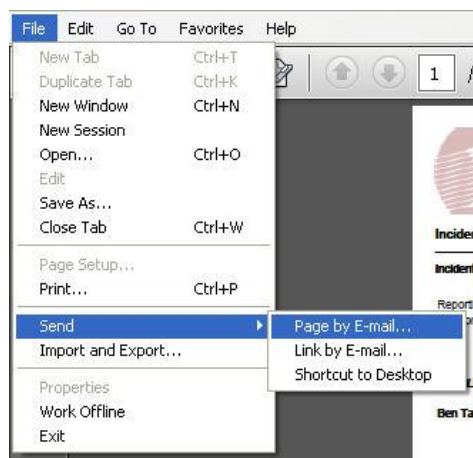 File Edit Go To Favorites Help
New Tab Ctrl+T
Duplicate Tab Ctrl+K
New Window Ctrl+N
New Session
Open... Ctrl+O
Edit
Save As...
Close Tab Ctrl+W
Page Setup...
Print... Ctrl+P
Send
Import and Export...
Properties
Work Offline
Exit
Page by E-mail...
Link by E-mail...
Shortcut to Desktop
1 /
Ben